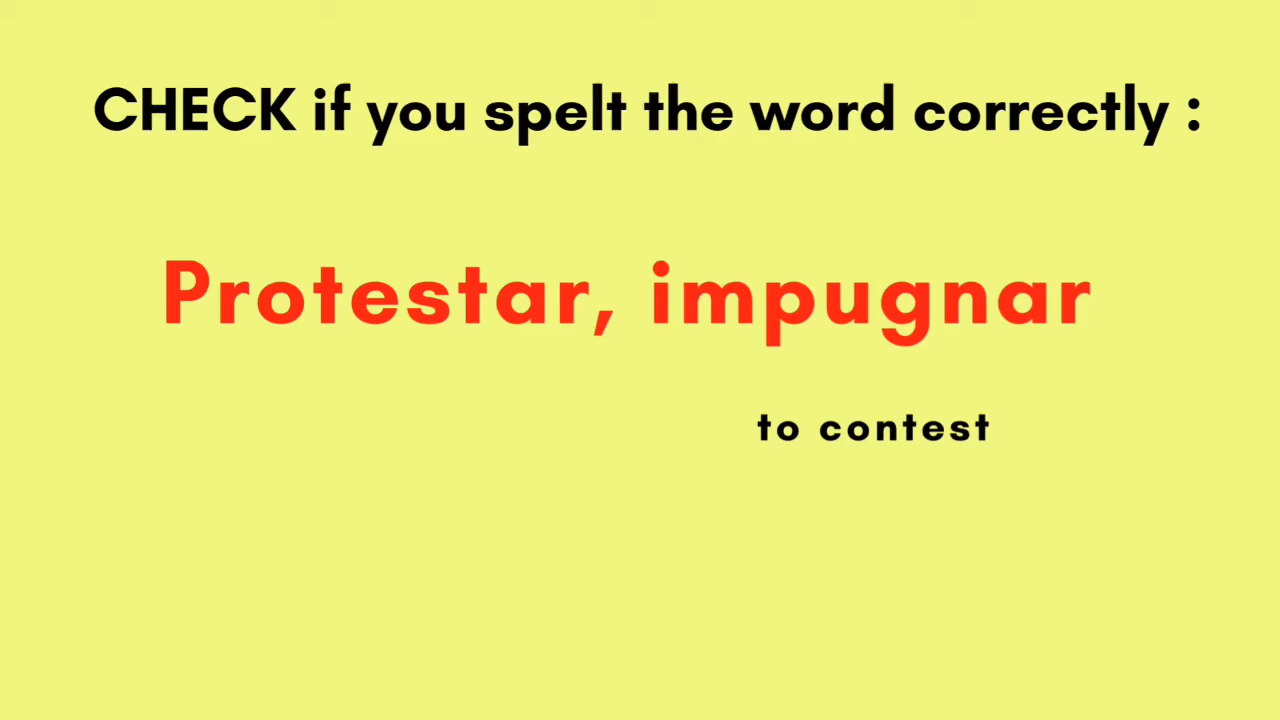 CHECK if you spelt the word correctly :
Protestar, impugnar
to contest